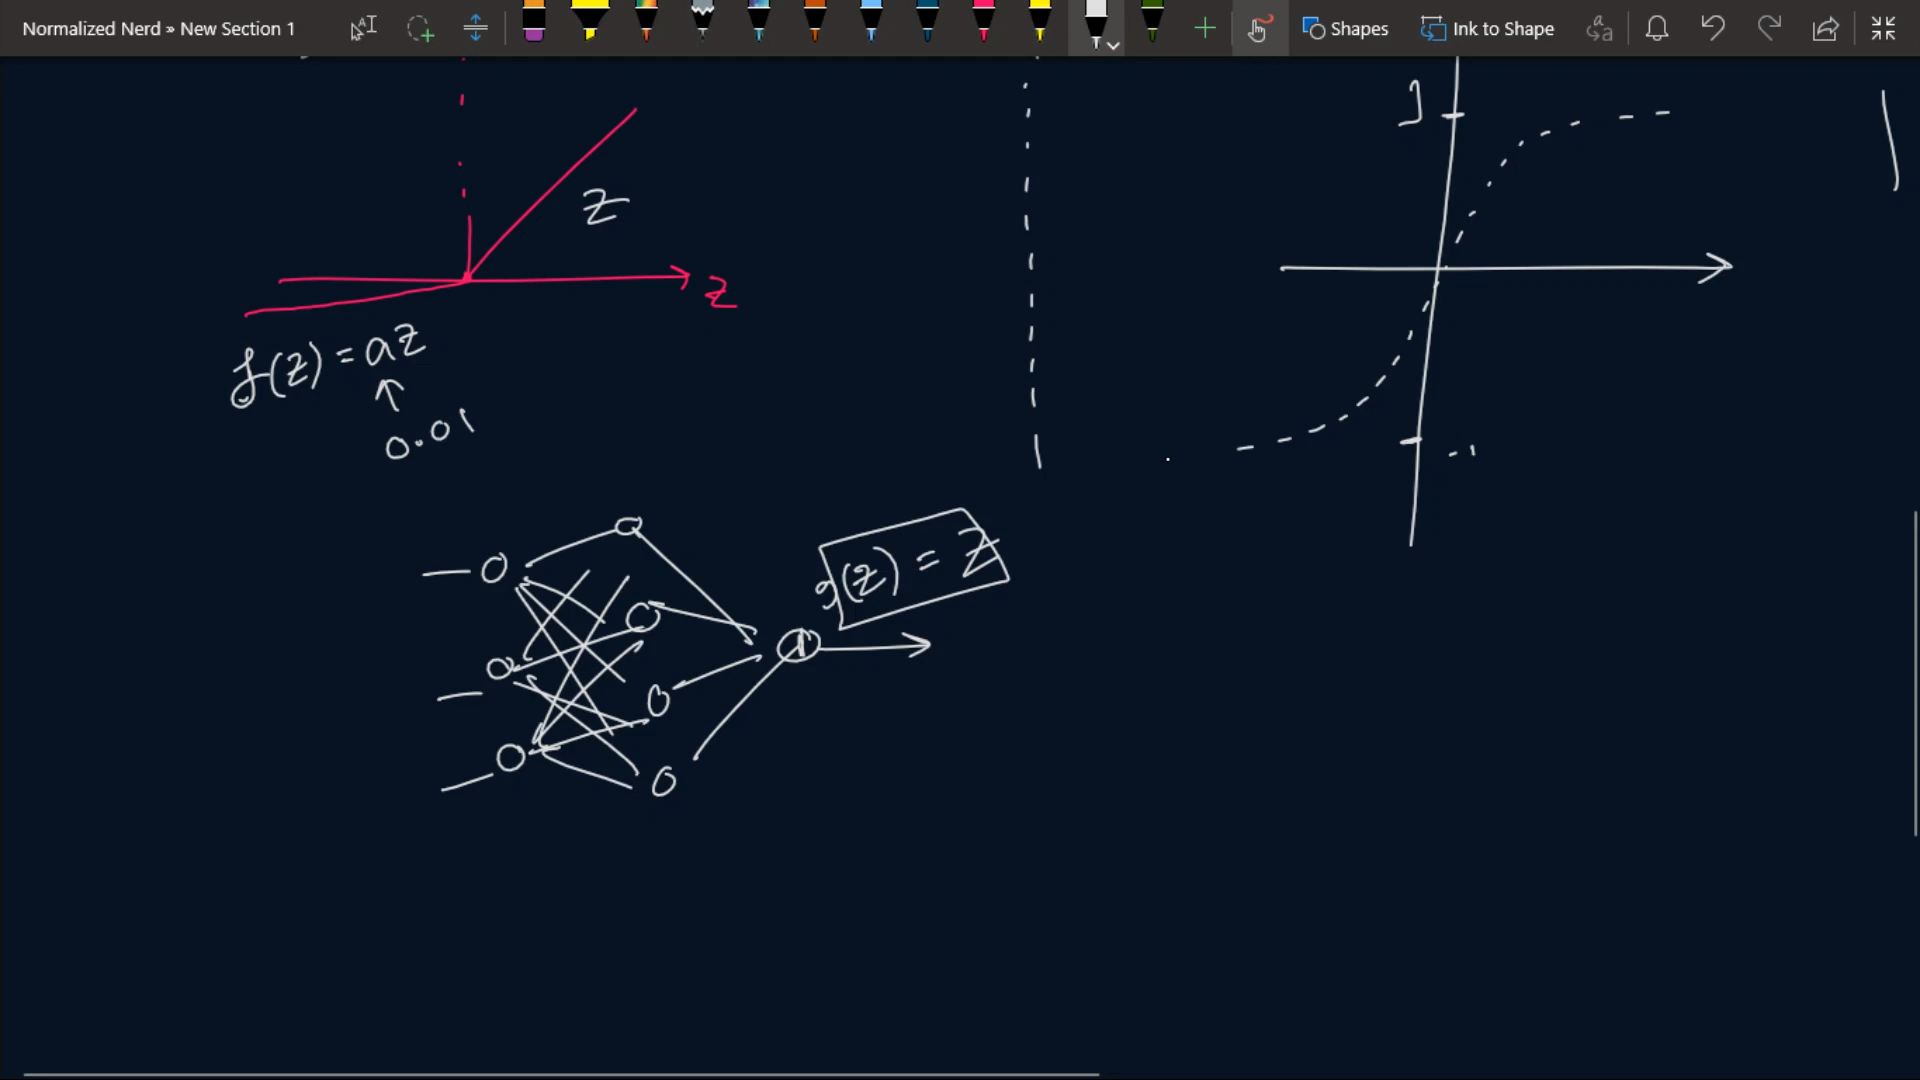 Normalized Nerd » New Section 1
Shapes
Ink to Shape
1
z
z
f(z) = az
0.01
-1
g(z) = z